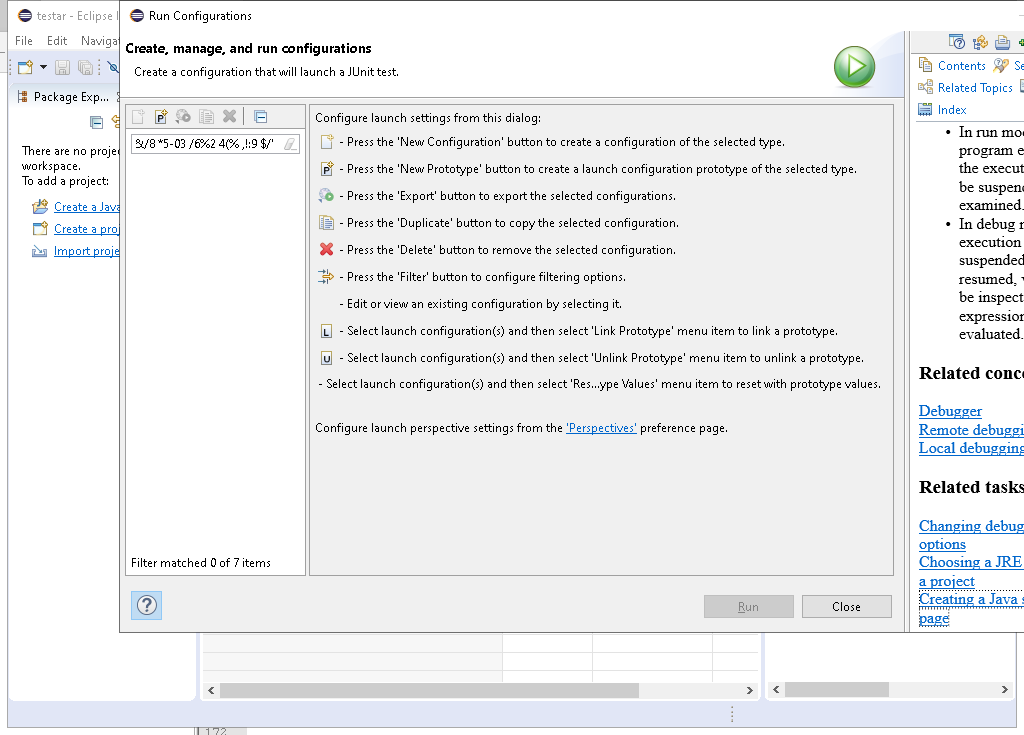 testar - Eclipse I
Run Configurations
File Edit Navigat
Create, manage, and run configurations
Create a configuration that will launch a JUnit test.
Package Exp...
There are no proje
workspace.
To add a project:
Create a Java
Create a proj
Import proje
P
&/8 *5-03 /6%2 4(% ,!:9 $/"
Filter matched 0 of 7 items
Configure launch settings from this dialog:
- Press the 'New Configuration' button to create a configuration of the selected type.
P - Press the 'New Prototype' button to create a launch configuration prototype of the selected type.
- Press the 'Export' button to export the selected configurations.
- Press the 'Duplicate' button to copy the selected configuration.
- Press the 'Delete' button to remove the selected configuration.
- Press the 'Filter' button to configure filtering options.
- Edit or view an existing configuration by selecting it.
L - Select launch configuration(s) and then select 'Link Prototype' menu item to link a prototype.
U - Select launch configuration(s) and then select 'Unlink Prototype' menu item to unlink a prototype.
- Select launch configuration(s) and then select 'Res...ype Values' menu item to reset with prototype values.
Configure launch perspective settings from the 'Perspectives' preference page.
? Run Close
Contents Se
Related Topics
Index
• In run mod
program e
the execut
be suspend
examined.
• In debug m
execution
suspended
resumed, v
be inspect
expression
evaluated.
Related conce
Debugger
Remote debuggi
Local debugging
Related tasks
Changing debug
options
Choosing a JRE
a project
Creating a Java s
page
172